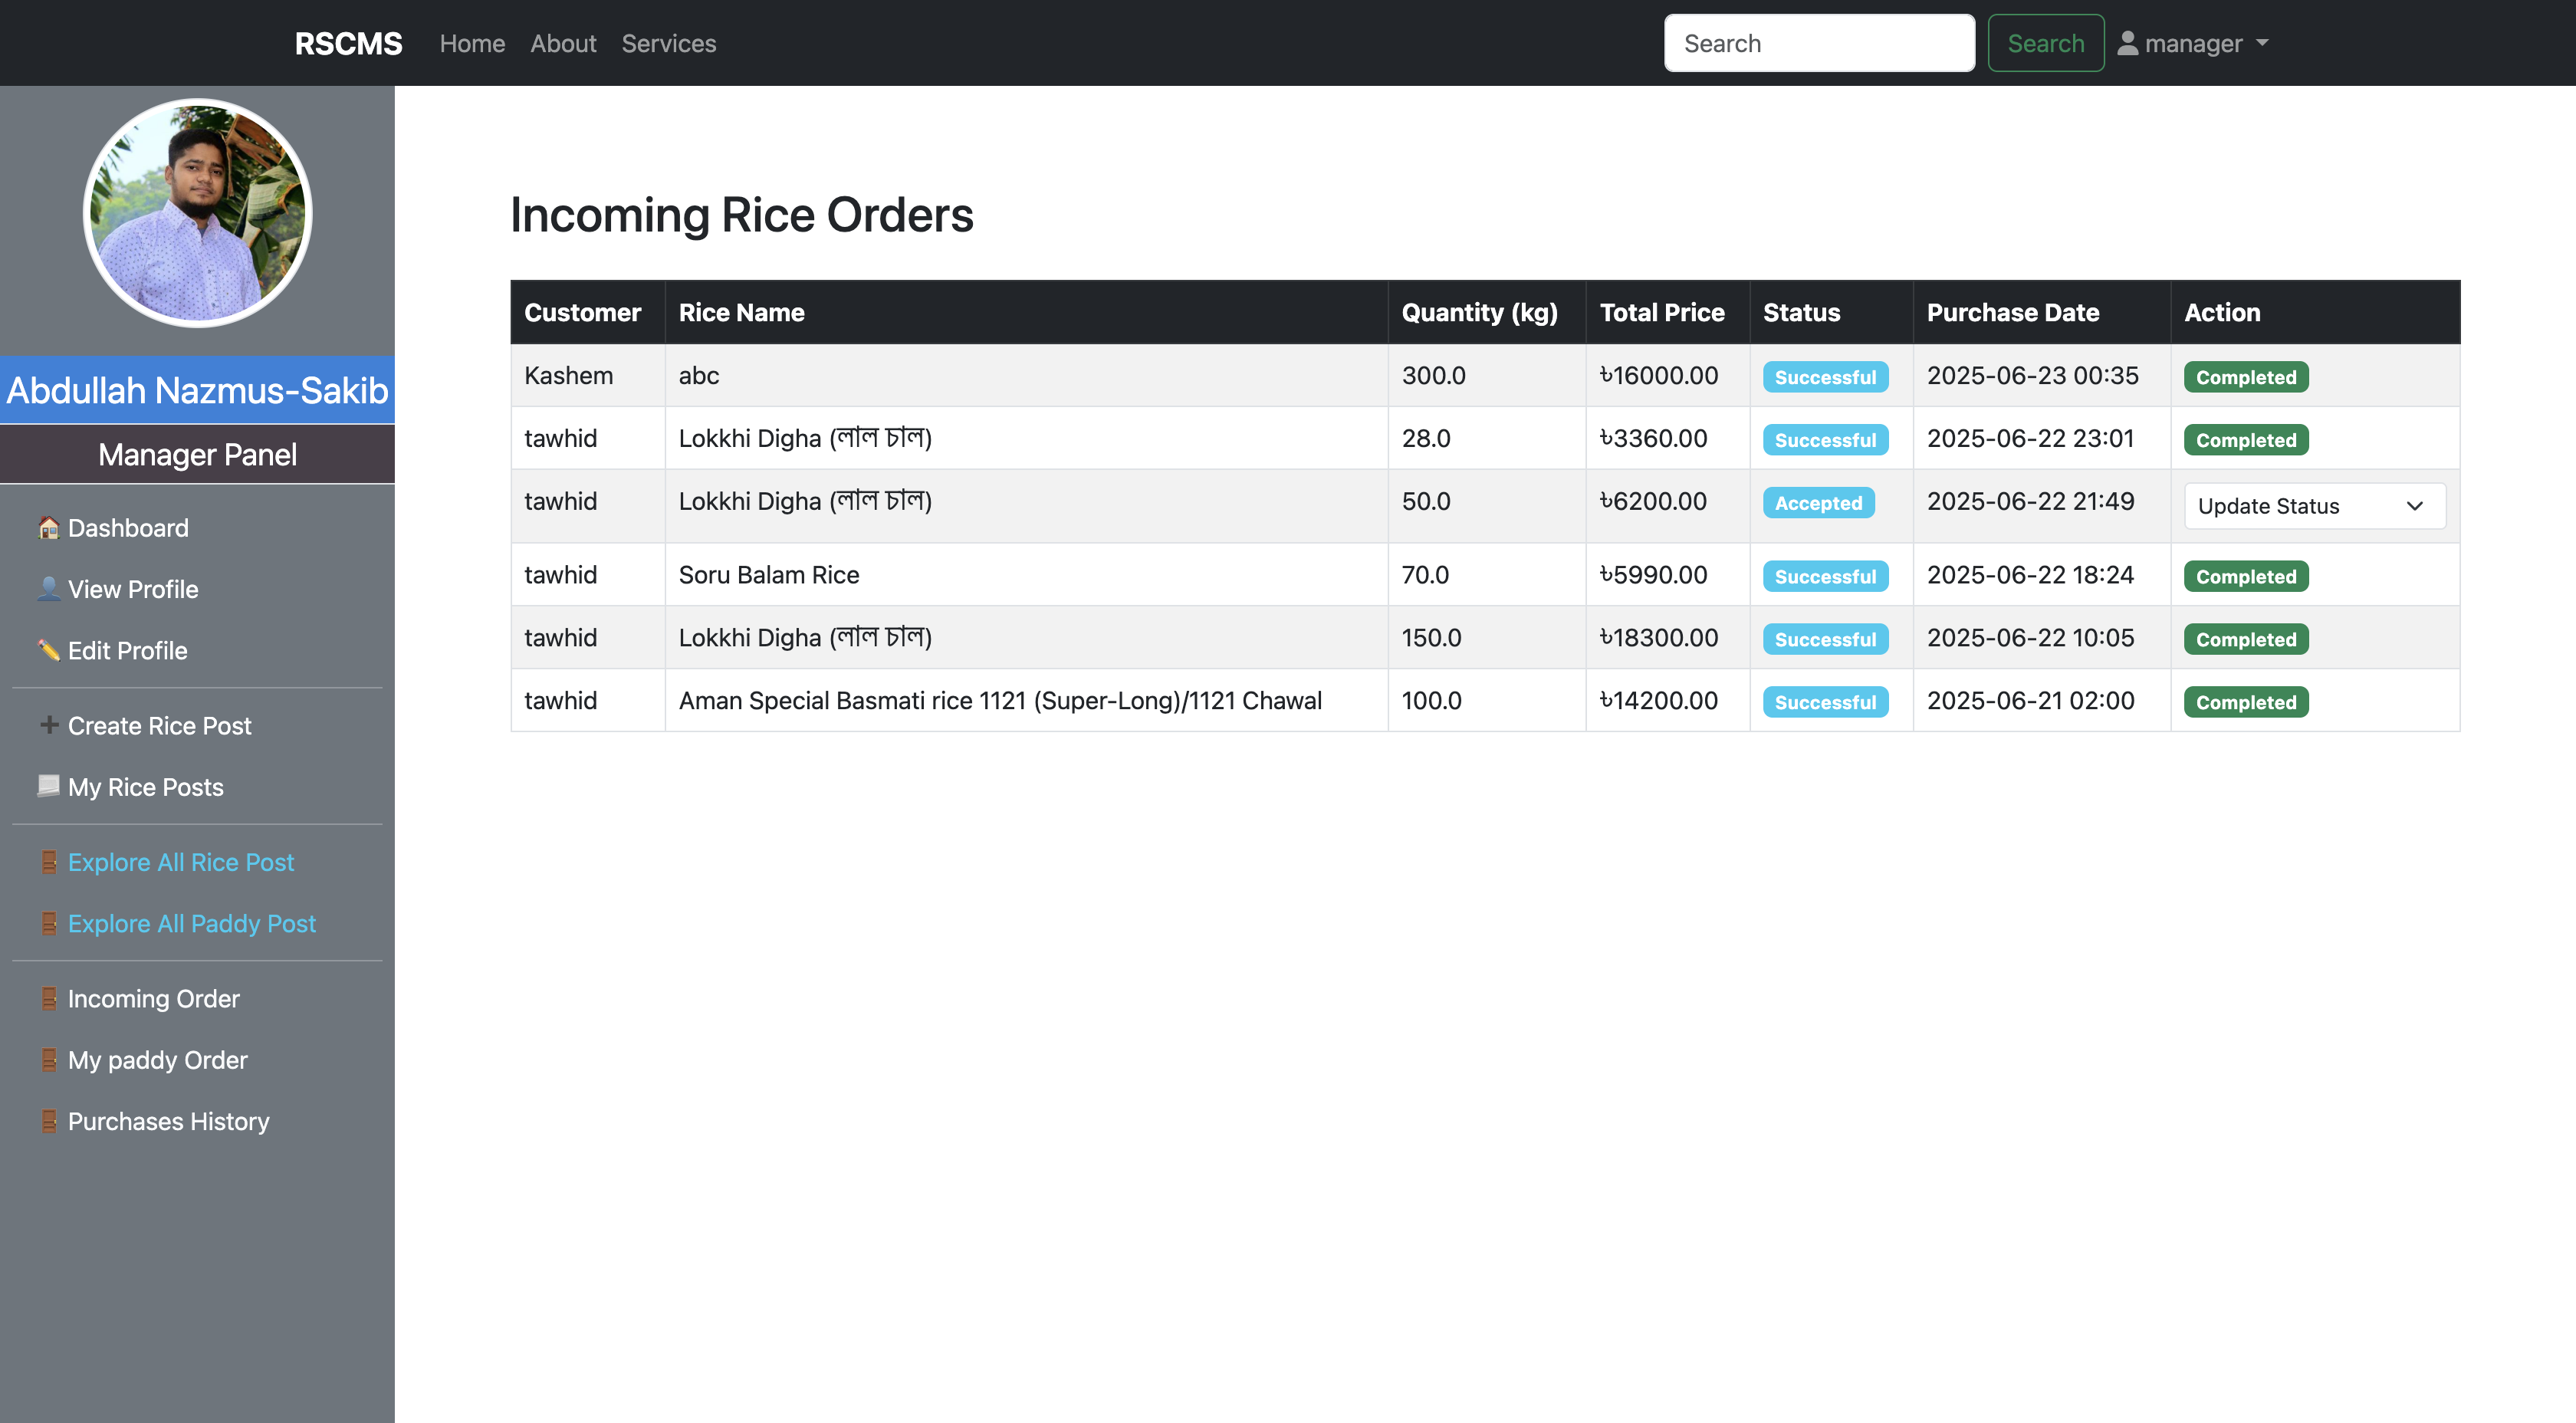 RSCMS Home About Services Search Search manager
Abdullah Nazmus-Sakib
Manager Panel
Dashboard
View Profile
Edit Profile
Create Rice Post
My Rice Posts
Explore All Rice Post
Explore All Paddy Post
Incoming Order
My paddy Order
Purchases History
Incoming Rice Orders
Customer Rice Name Quantity (kg) Total Price Status Purchase Date Action
Kashem abc 300.0 ৳16000.00 Successful 2025-06-23 00:35 Completed
tawhid Lokkhi Digha (লাল চাল) 28.0 ৳3360.00 Successful 2025-06-22 23:01 Completed
tawhid Lokkhi Digha (লাল চাল) 50.0 ৳6200.00 Accepted 2025-06-22 21:49 Update Status
tawhid Soru Balam Rice 70.0 ৳5990.00 Successful 2025-06-22 18:24 Completed
tawhid Lokkhi Digha (লাল চাল) 150.0 ৳18300.00 Successful 2025-06-22 10:05 Completed
tawhid Aman Special Basmati rice 1121 (Super-Long)/1121 Chawal 100.0 ৳14200.00 Successful 2025-06-21 02:00 Completed